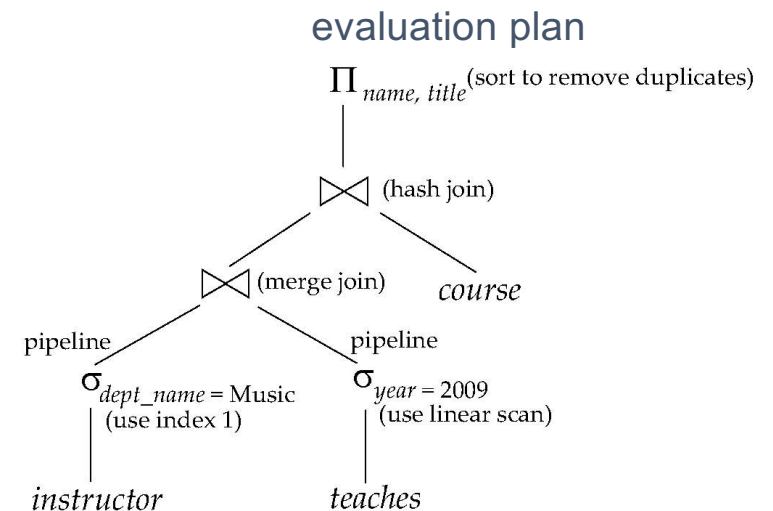 evaluation plan
Π name, title (sort to remove duplicates)
⋈ (hash join)
⋈ (merge join)
course
pipeline
pipeline
σ dept_name = Music
(use index 1)
σ year = 2009
(use linear scan)
instructor
teaches